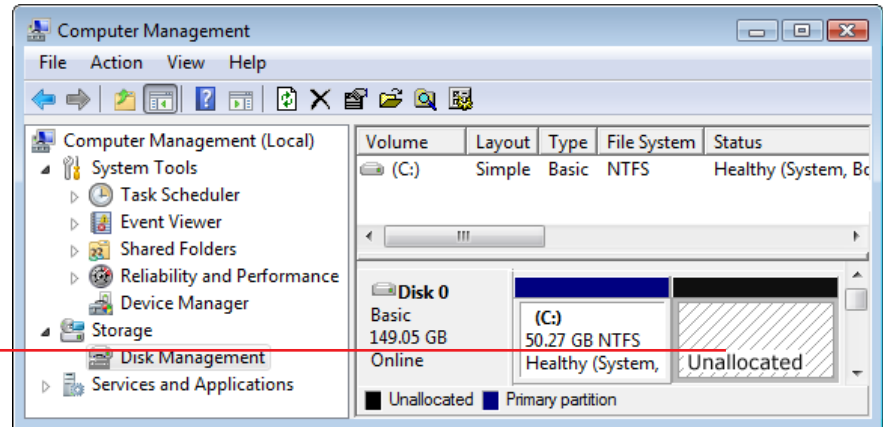 Computer Management
File Action View Help
Computer Management (Local)
System Tools
Task Scheduler
Event Viewer
Shared Folders
Reliability and Performance
Device Manager
Storage
Disk Management
Services and Applications
Volume Layout Type File System Status
(C:) Simple Basic NTFS Healthy (System, Bo
Disk 0
Basic
149.05 GB
Online
(C:)
50.27 GB NTFS
Healthy (System,
Unallocated
Unallocated Primary partition